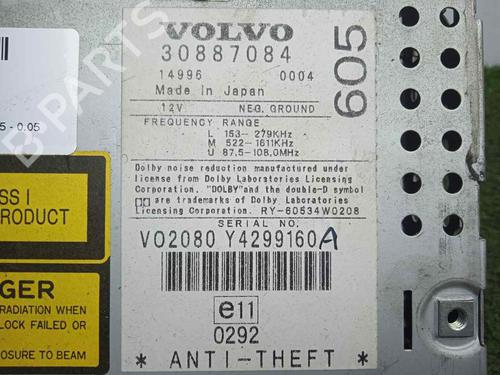 VOLVO
30887084
14996 0004
Made In Japan
605
12V NEG. GROUND
FREQUENCY RANGE
L 153-279KHz
M 522-1611KHz
U 87.5-108.0MHz
Dolby noise reduction manufactured under
license from Dolby Laboratories Licensing
Corporation. "DOLBY"and the double-D symbol
are trademarks of Dolby Laboratories
Licensing Corporation. RY-60534W0208
SERIAL NO.
V02080 Y4299160A
e11
0292
* ANTI-THEFT *
5 - 0.05
SS I
PRODUCT
GER
RADIATION WHEN
LOCK FAILED OR
POSURE TO BEAM